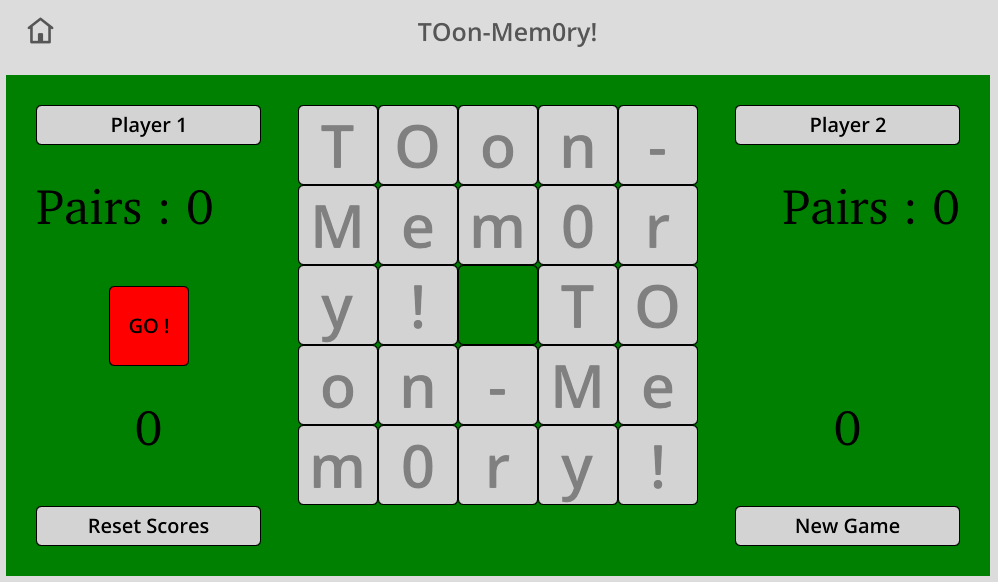 TOon-Mem0ry!
Player 1
Pairs : 0
GO !
0
Reset Scores
T O o n -
M e m 0 r
y ! T O
o n - M e
m 0 r y !
Player 2
Pairs : 0
0
New Game